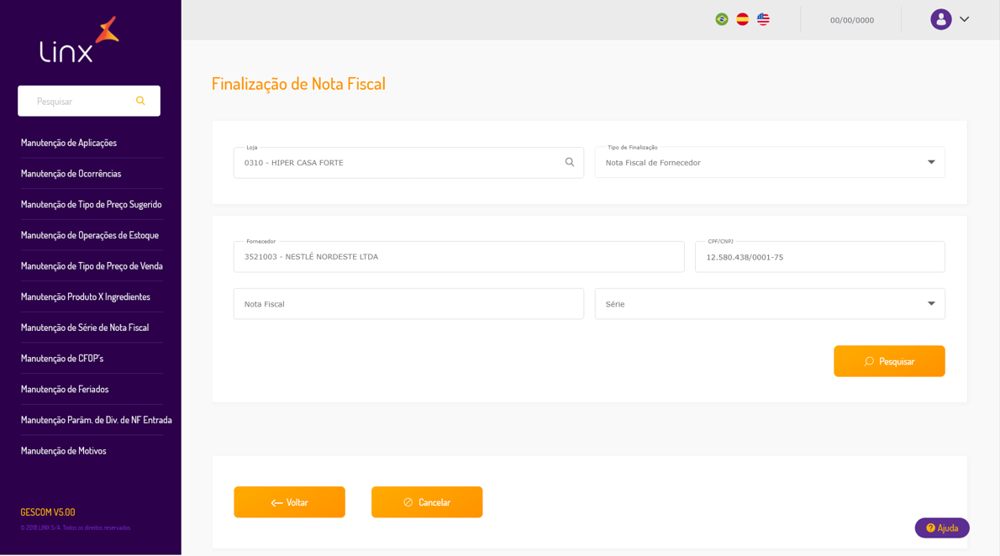 Linx
00/00/0000
Pesquisar
Manutenção de Aplicações
Manutenção de Ocorrências
Manutenção de Tipo de Preço Sugerido
Manutenção de Operações de Estoque
Manutenção de Tipo de Preço de Venda
Manutenção Produto X Ingredientes
Manutenção de Série de Nota Fiscal
Manutenção de CFOP's
Manutenção de Feriados
Manutenção Parâm. de Div. de NF Entrada
Manutenção de Motivos
GESCOM V5.00
© 2016 LINX S/A. Todos os direitos reservados.
Finalização de Nota Fiscal
Loja
0310 - HIPER CASA FORTE
Tipo de Finalização
Nota Fiscal de Fornecedor
Fornecedor
3521003 - NESTLÉ NORDESTE LTDA
CPF/CNPJ
12.580.438/0001-75
Nota Fiscal
Série
Pesquisar
Voltar
Cancelar
Ajuda